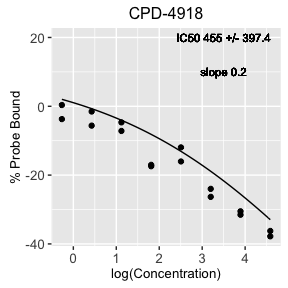 CPD-4918
IC50 455 +/- 397.4
slope 0.2
% Probe Bound
20
0
-20
-40
0
1
2
3
4
log(Concentration)